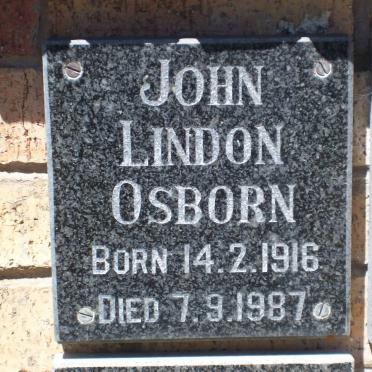 John
Lindon
Osborn
Born 14.2.1916
Died 7.9.1987